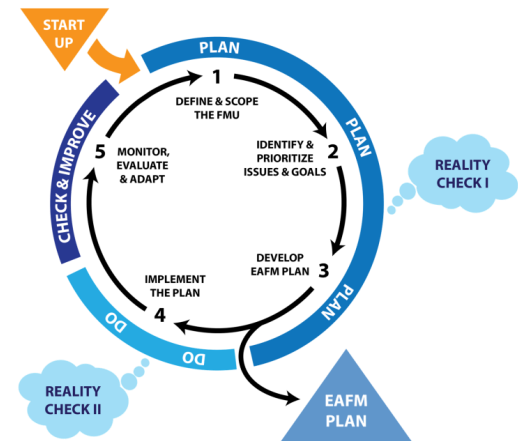 START
UP
PLAN
1
DEFINE & SCOPE
THE FMU
PLAN
2
IDENTIFY &
PRIORITIZE
ISSUES & GOALS
REALITY
CHECK I
3
DEVELOP
EAFM PLAN
PLAN
4
IMPLEMENT
THE PLAN
DO
DO
REALITY
CHECK II
EAFM
PLAN
5
MONITOR,
EVALUATE
& ADAPT
CHECK & IMPROVE